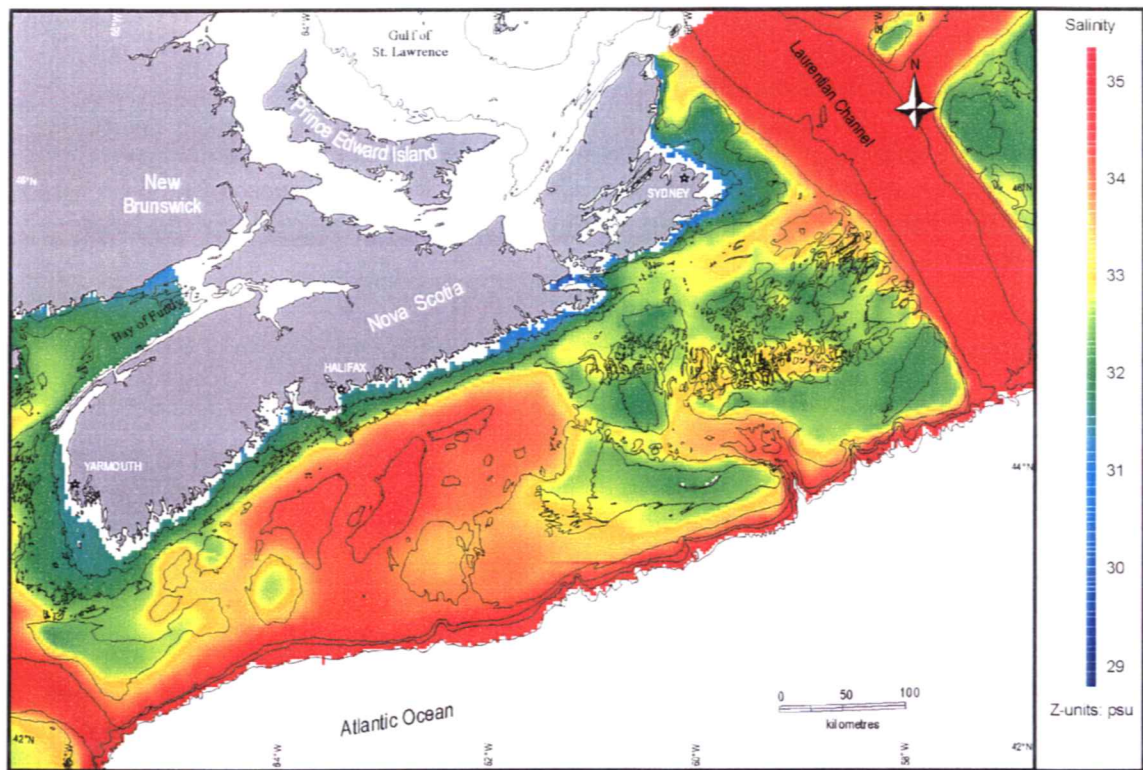 Salinity
35
34
33
32
31
30
29
Z-units: psu
Gulf of
St. Lawrence
Laurentian Channel
N
Prince Edward Island
46°N
New
Brunswick
SYDNEY
46°N
Nova Scotia
Bay of
HALIFAX
YARMOUTH
44°N
Atlantic Ocean
0 50 100
kilometres
42°N
64°W
62°W
60°W
58°W
42°N